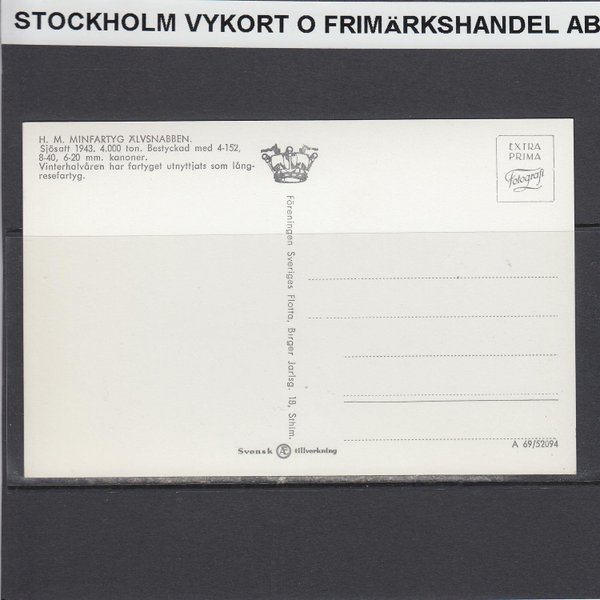 STOCKHOLM VYKORT O FRIMÄRKSHANDEL AB
H. M. MINFARTYG ÄLVSNABBEN.
Sjösatt 1943. 4.000 ton. Bestyckad med 4-152,
8-40, 6-20 mm. kanoner.
Vinterhalvåren har fartyget utnyttjats som lång-
resefartyg.
EXTRA
PRIMA
Fotografi
Föreningen Sveriges Flotta, Birger Jarlsg. 18, Sthlm.
A 69/52094
Svensk Æ tillverkning